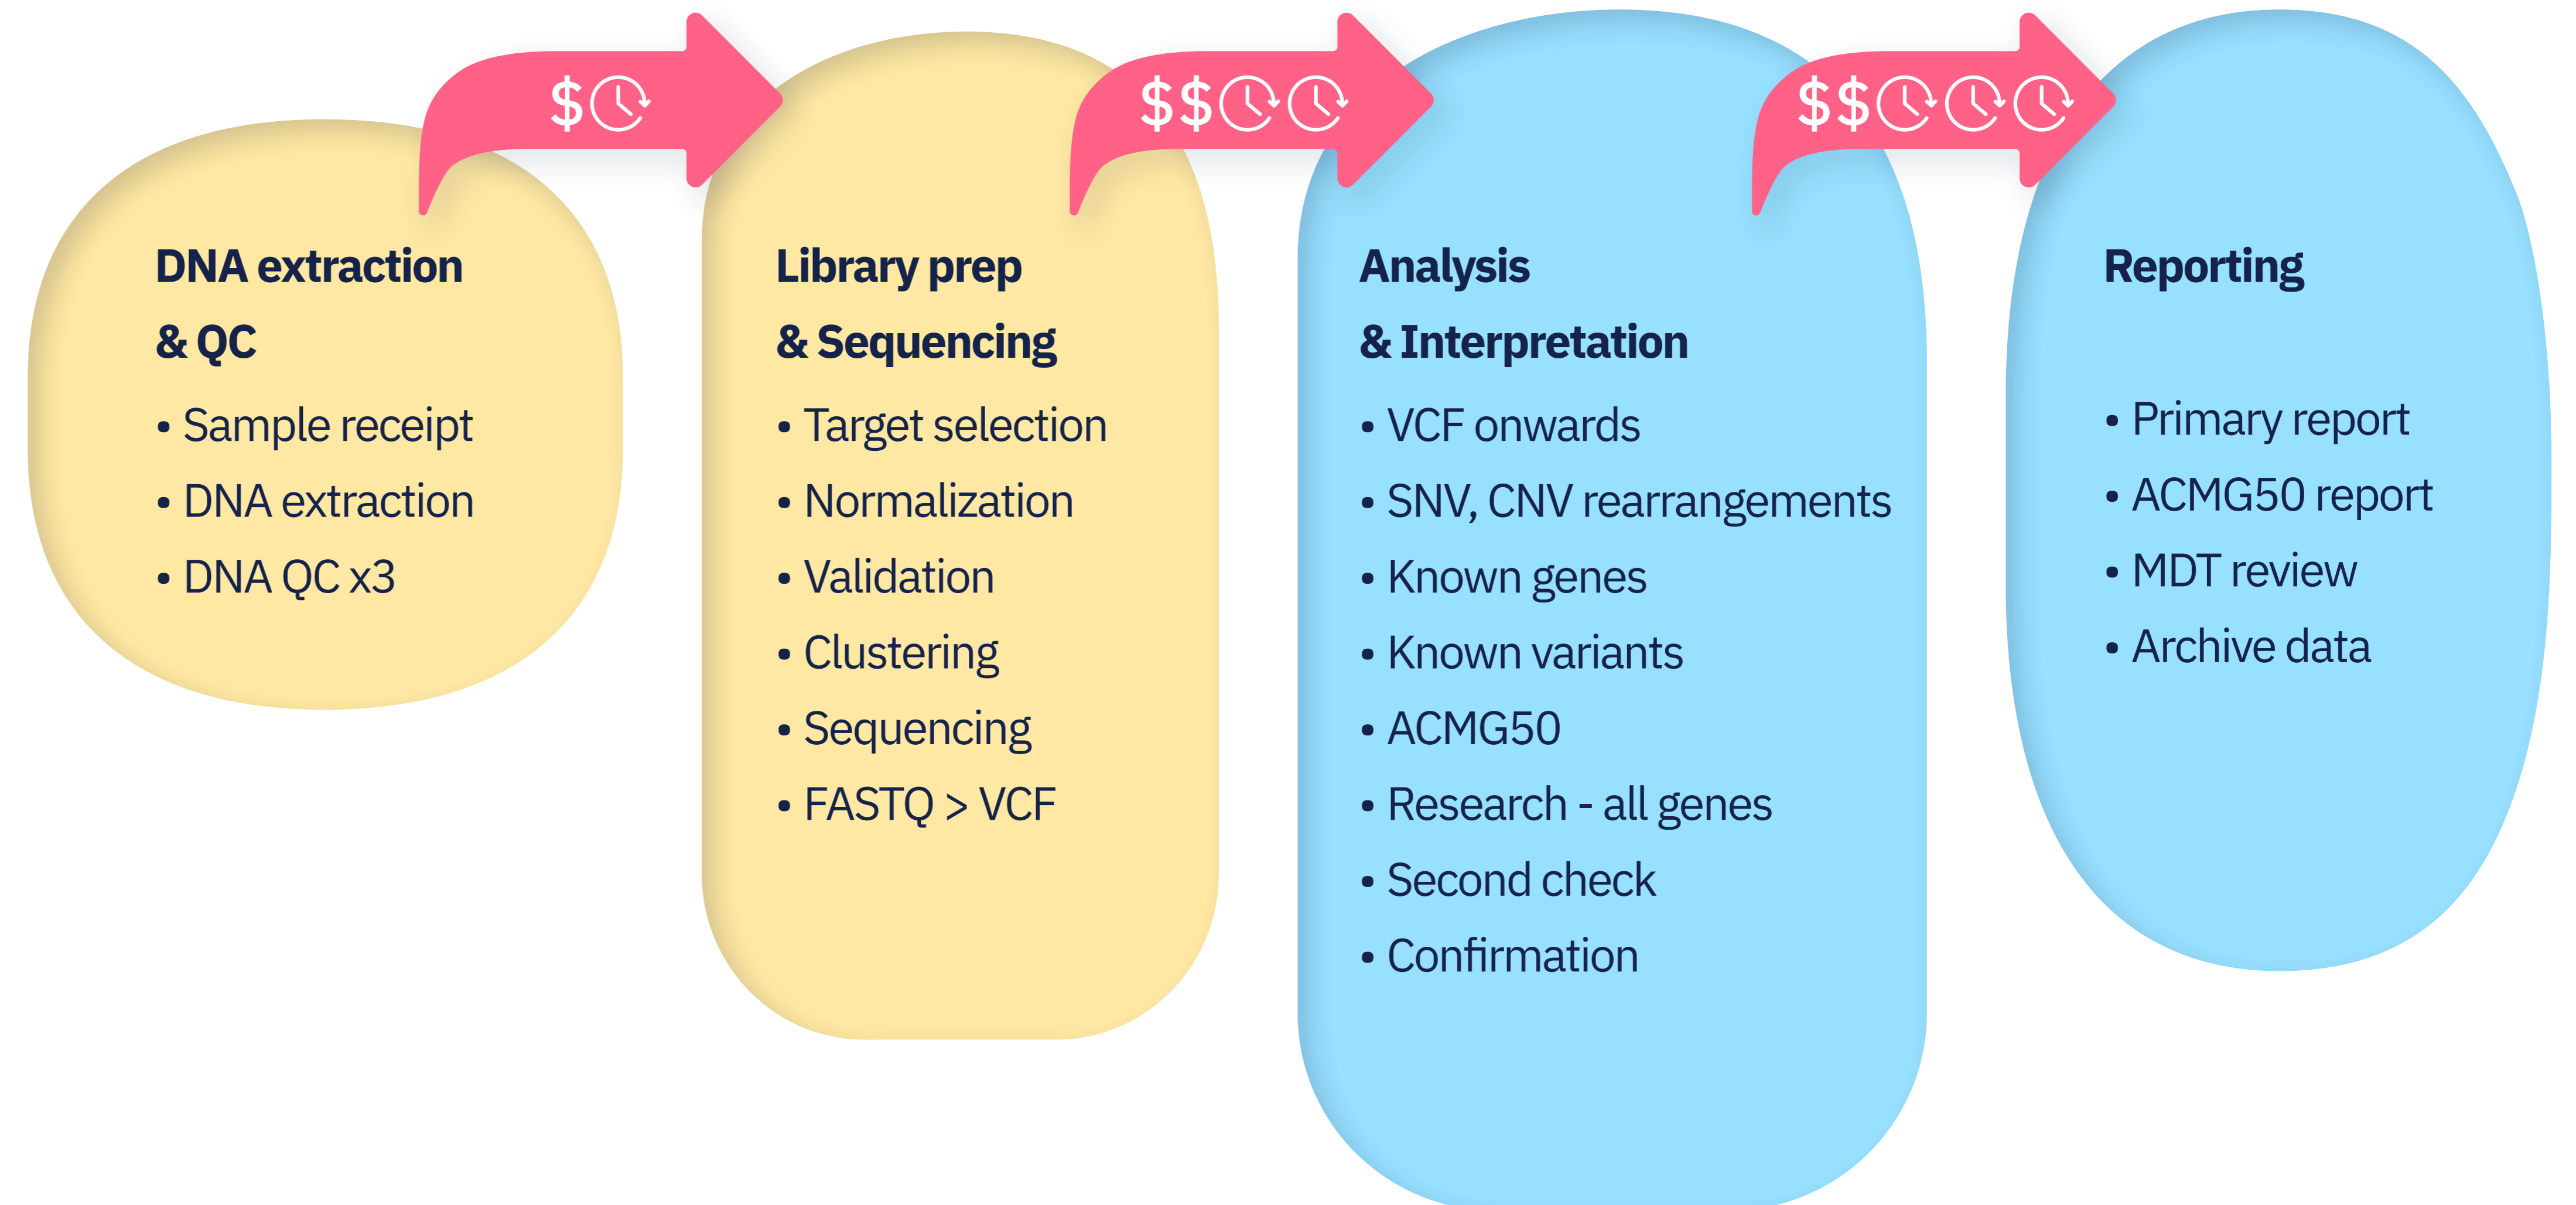 $
$$
$$
DNA extraction
& QC
• Sample receipt
• DNA extraction
• DNA QC x3
Library prep
& Sequencing
• Target selection
• Normalization
• Validation
• Clustering
• Sequencing
• FASTQ > VCF
Analysis
& Interpretation
• VCF onwards
• SNV, CNV rearrangements
• Known genes
• Known variants
• ACMG50
• Research - all genes
• Second check
• Confirmation
Reporting
• Primary report
• ACMG50 report
• MDT review
• Archive data